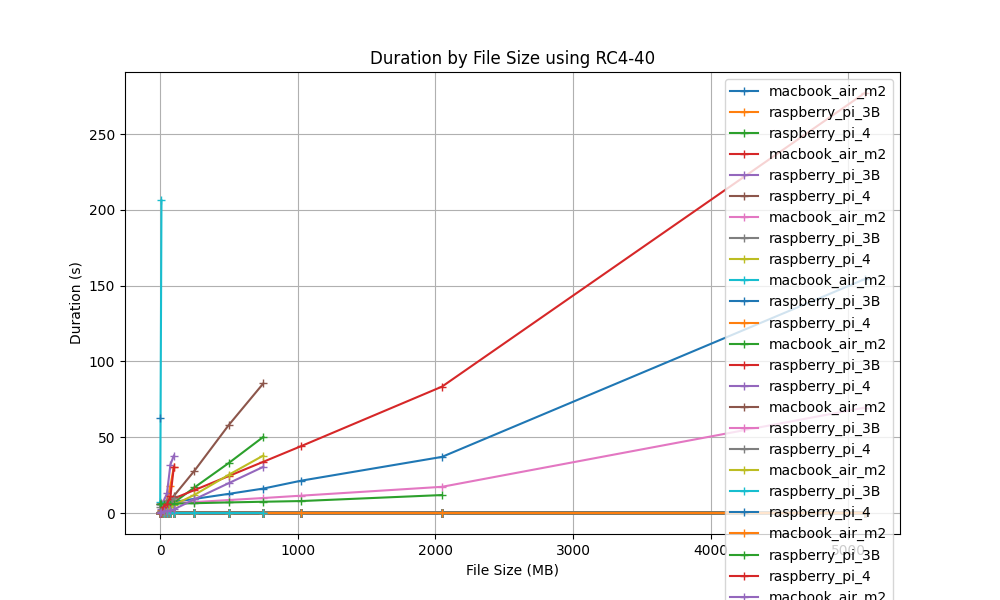 Duration by File Size using RC4-40
Duration (s)
250
200
150
100
50
0
0
1000
2000
3000
4000
5000
File Size (MB)
macbook_air_m2
raspberry_pi_3B
raspberry_pi_4
macbook_air_m2
raspberry_pi_3B
raspberry_pi_4
macbook_air_m2
raspberry_pi_3B
raspberry_pi_4
macbook_air_m2
raspberry_pi_3B
raspberry_pi_4
macbook_air_m2
raspberry_pi_3B
raspberry_pi_4
macbook_air_m2
raspberry_pi_3B
raspberry_pi_4
macbook_air_m2
raspberry_pi_3B
raspberry_pi_4
macbook_air_m2
raspberry_pi_3B
raspberry_pi_4
macbook_air_m2